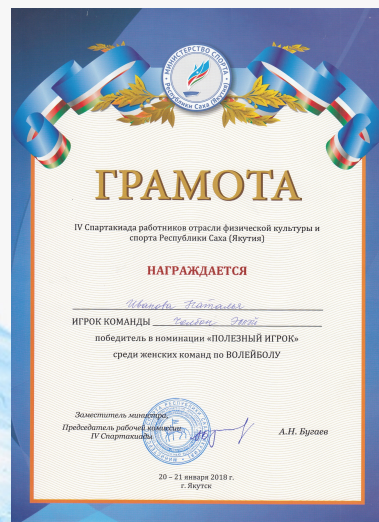 МИНИСТЕРСТВО СПОРТА
Республики Саха (Якутия)
ГРАМОТА
IV Спартакиада работников отрасли физической культуры и
спорта Республики Саха (Якутия)
НАГРАЖДАЕТСЯ
Иванова Наталья
ИГРОК КОМАНДЫ
победитель в номинации «ПОЛЕЗНЫЙ ИГРОК»
среди женских команд по ВОЛЕЙБОЛУ
Заместитель министра,
Председатель рабочей комиссии
IV Спартакиады
А.Н. Бугаев
20 – 21 января 2018 г.
г. Якутск